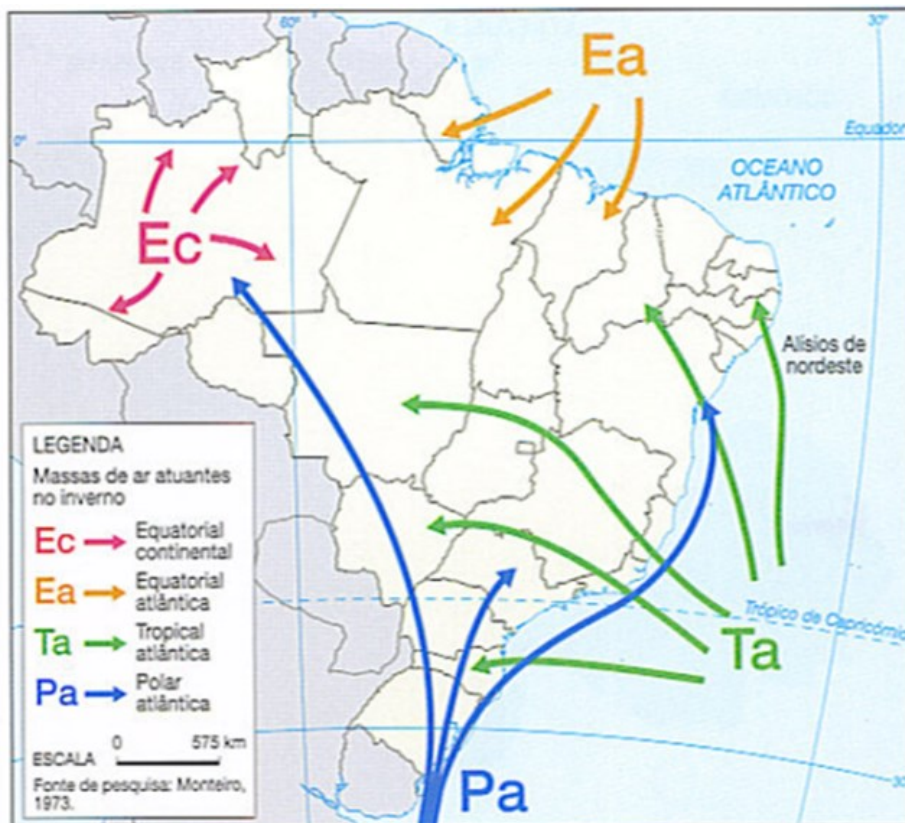 60°
30°
Ea
0°
Equador
OCEANO
ATLÂNTICO
Ec
Alísios de
nordeste
LEGENDA
Massas de ar atuantes
no inverno
Ec Equatorial
continental
Ea Equatorial
atlântica
Ta Tropical
atlântica
Pa Polar
atlântica
ESCALA 0 575 km
Fonte de pesquisa: Monteiro,
1973.
Trópico de Capricórnio
Ta
Pa
30°